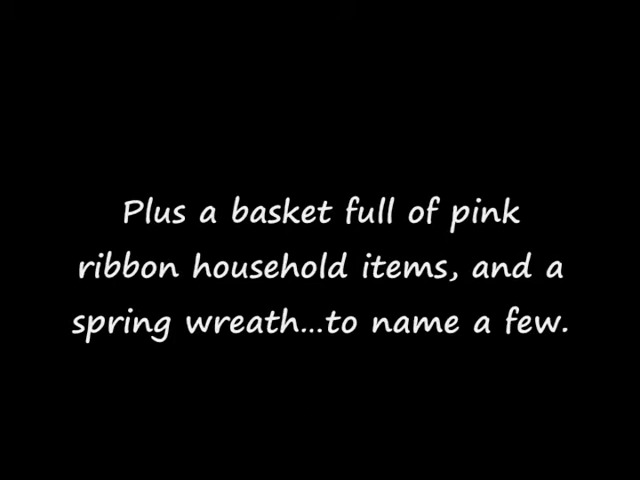 Plus a basket full of pink
ribbon household items, and a
spring wreath...to name a few.